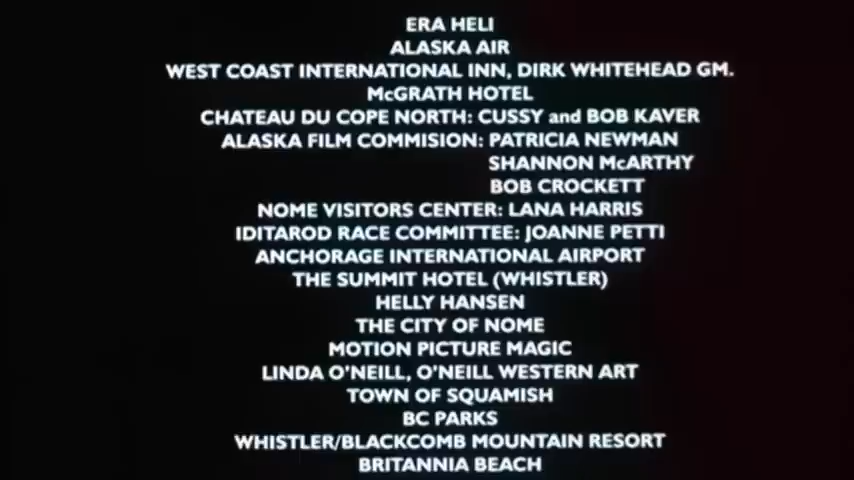 ERA HELI
ALASKA AIR
WEST COAST INTERNATIONAL INN, DIRK WHITEHEAD GM.
McGRATH HOTEL
CHATEAU DU COPE NORTH: CUSSY and BOB KAVER
ALASKA FILM COMMISION: PATRICIA NEWMAN
SHANNON McARTHY
BOB CROCKETT
NOME VISITORS CENTER: LANA HARRIS
IDITAROD RACE COMMITTEE: JOANNE PETTI
ANCHORAGE INTERNATIONAL AIRPORT
THE SUMMIT HOTEL (WHISTLER)
HELLY HANSEN
THE CITY OF NOME
MOTION PICTURE MAGIC
LINDA O'NEILL, O'NEILL WESTERN ART
TOWN OF SQUAMISH
BC PARKS
WHISTLER/BLACKCOMB MOUNTAIN RESORT
BRITANNIA BEACH